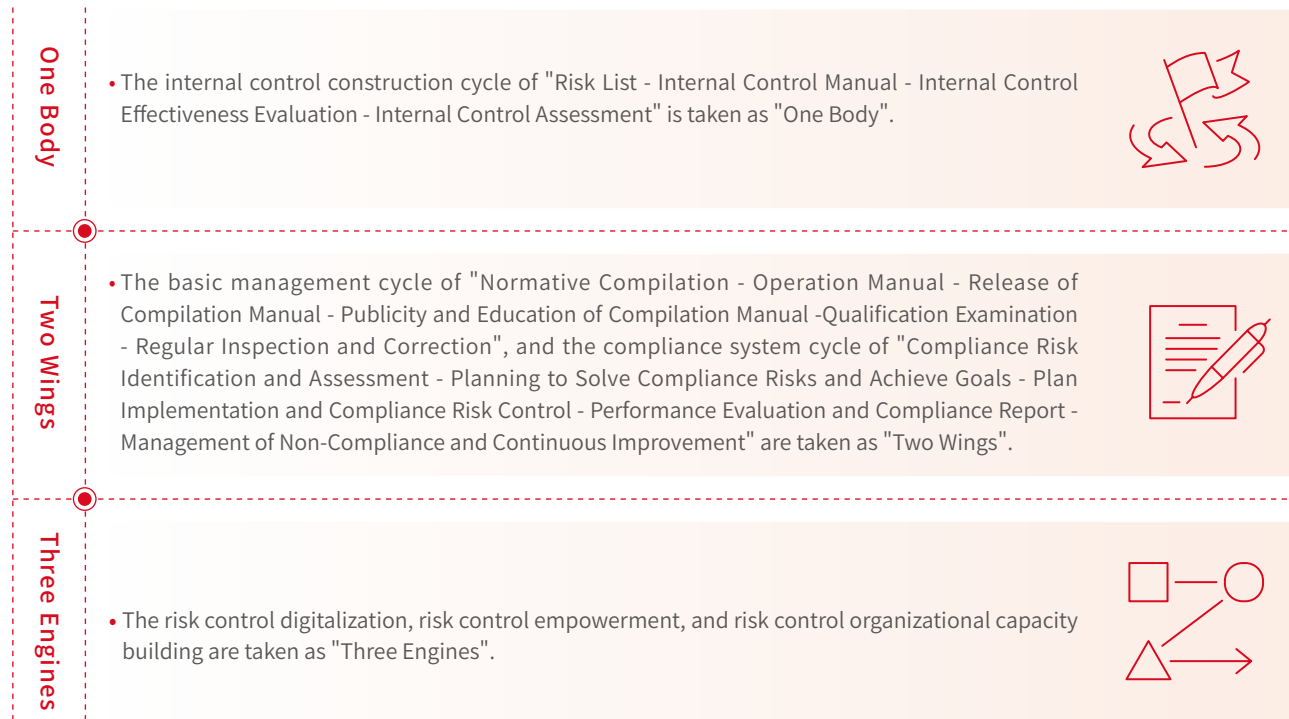 One Body
• The internal control construction cycle of "Risk List - Internal Control Manual - Internal Control
Effectiveness Evaluation - Internal Control Assessment" is taken as "One Body".
Two Wings
• The basic management cycle of "Normative Compilation - Operation Manual - Release of
Compilation Manual - Publicity and Education of Compilation Manual -Qualification Examination
- Regular Inspection and Correction", and the compliance system cycle of "Compliance Risk
Identification and Assessment - Planning to Solve Compliance Risks and Achieve Goals - Plan
Implementation and Compliance Risk Control - Performance Evaluation and Compliance Report -
Management of Non-Compliance and Continuous Improvement" are taken as "Two Wings".
Three Engines
• The risk control digitalization, risk control empowerment, and risk control organizational capacity
building are taken as "Three Engines".